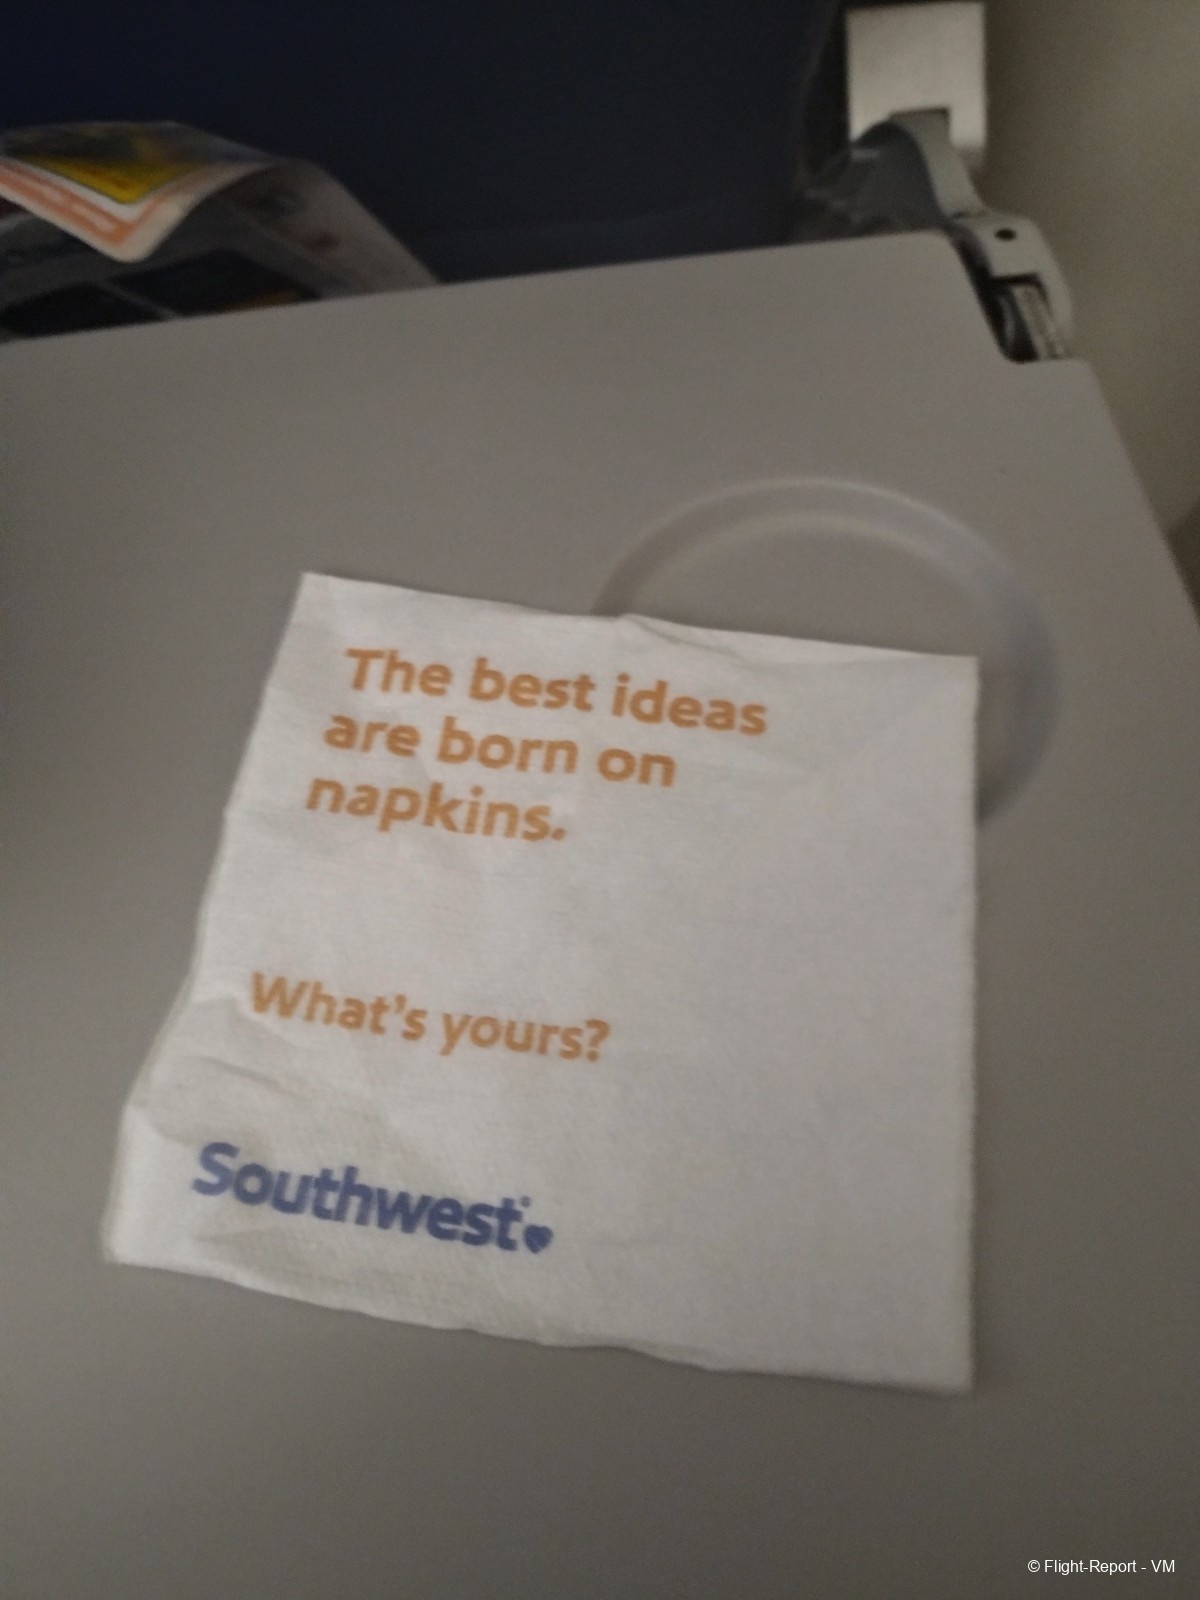 The best ideas
are born on
napkins.
What's yours?
Southwest
© Flight-Report - VM